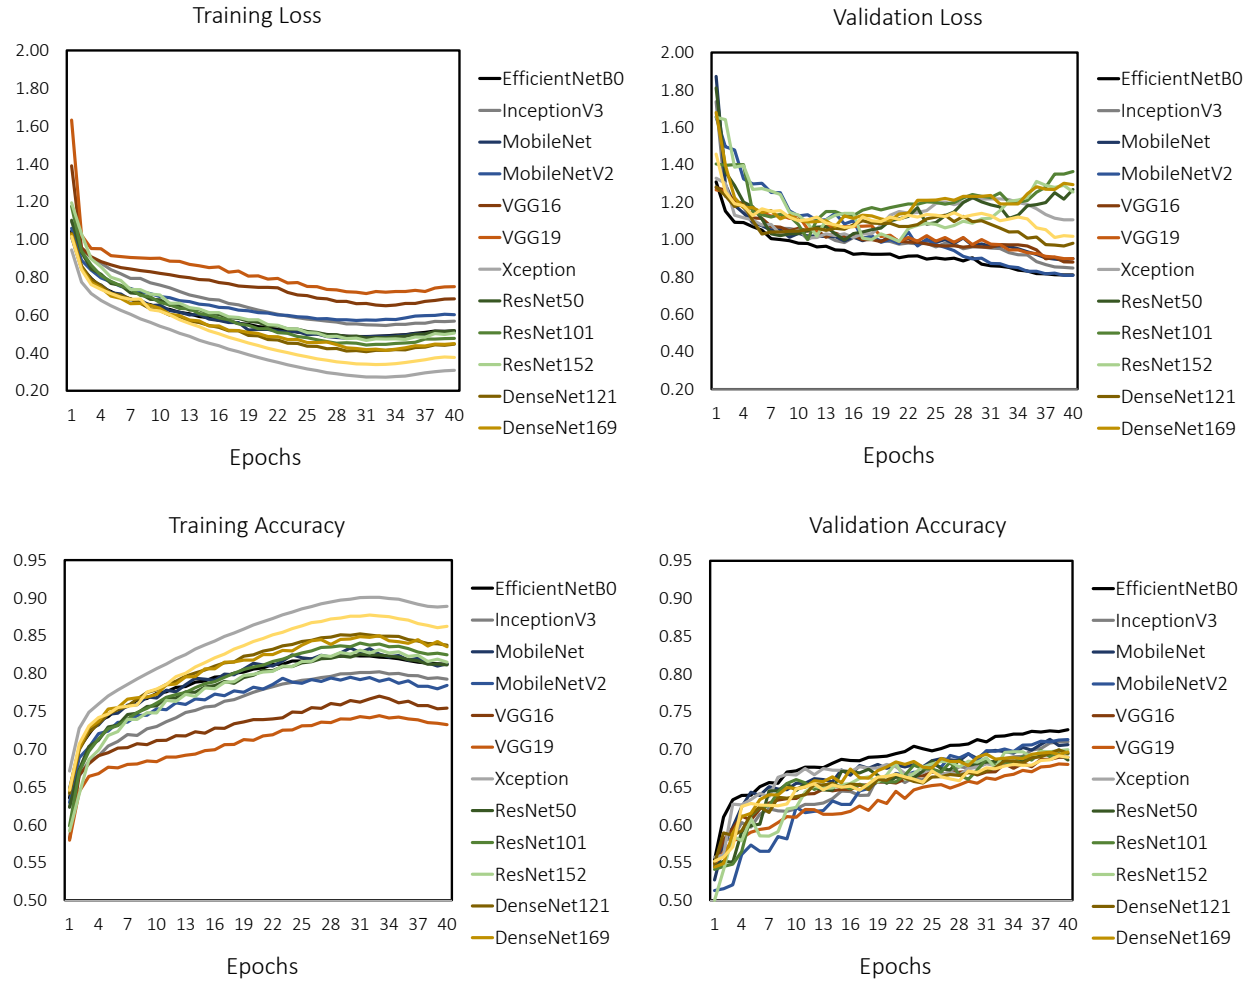 Training Loss
2.00
1.80
1.60
1.40
1.20
1.00
0.80
0.60
0.40
0.20
1 4 7 10 13 16 19 22 25 28 31 34 37 40
Epochs
EfficientNetB0
InceptionV3
MobileNet
MobileNetV2
VGG16
VGG19
Xception
ResNet50
ResNet101
ResNet152
DenseNet121
DenseNet169
Validation Loss
2.00
1.80
1.60
1.40
1.20
1.00
0.80
0.60
0.40
0.20
1 4 7 10 13 16 19 22 25 28 31 34 37 40
Epochs
EfficientNetB0
InceptionV3
MobileNet
MobileNetV2
VGG16
VGG19
Xception
ResNet50
ResNet101
ResNet152
DenseNet121
DenseNet169
Training Accuracy
0.95
0.90
0.85
0.80
0.75
0.70
0.65
0.60
0.55
0.50
1 4 7 10 13 16 19 22 25 28 31 34 37 40
Epochs
EfficientNetB0
InceptionV3
MobileNet
MobileNetV2
VGG16
VGG19
Xception
ResNet50
ResNet101
ResNet152
DenseNet121
DenseNet169
Validation Accuracy
0.95
0.90
0.85
0.80
0.75
0.70
0.65
0.60
0.55
0.50
1 4 7 10 13 16 19 22 25 28 31 34 37 40
Epochs
EfficientNetB0
InceptionV3
MobileNet
MobileNetV2
VGG16
VGG19
Xception
ResNet50
ResNet101
ResNet152
DenseNet121
DenseNet169